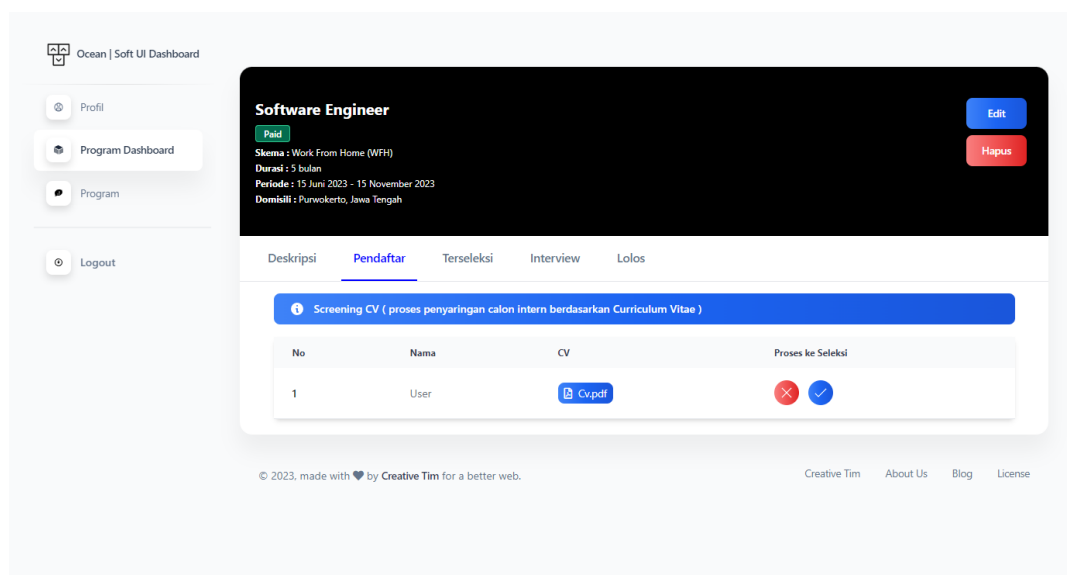 Ocean | Soft UI Dashboard
Profil
Program Dashboard
Program
Logout
Software Engineer
Paid
Skema : Work From Home (WFH)
Durasi : 5 bulan
Periode : 15 Juni 2023 - 15 November 2023
Domisili : Purwokerto, Jawa Tengah
Edit
Hapus
Deskripsi Pendaftar Terseleksi Interview Lolos
Screening CV ( proses penyaringan calon intern berdasarkan Curriculum Vitae )
No Nama CV Proses ke Seleksi
1 User Cv.pdf
© 2023, made with ♥ by Creative Tim for a better web.
Creative Tim About Us Blog License